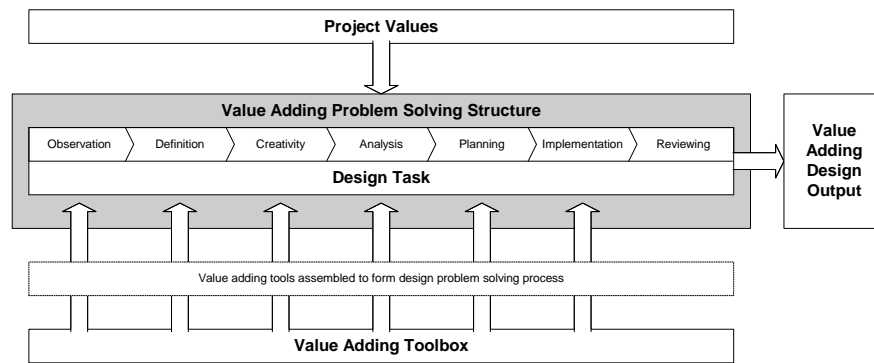 Project Values
Value Adding Problem Solving Structure
Observation
Definition
Creativity
Analysis
Planning
Implementation
Reviewing
Design Task
Value
Adding
Design
Output
Value adding tools assembled to form design problem solving process
Value Adding Toolbox